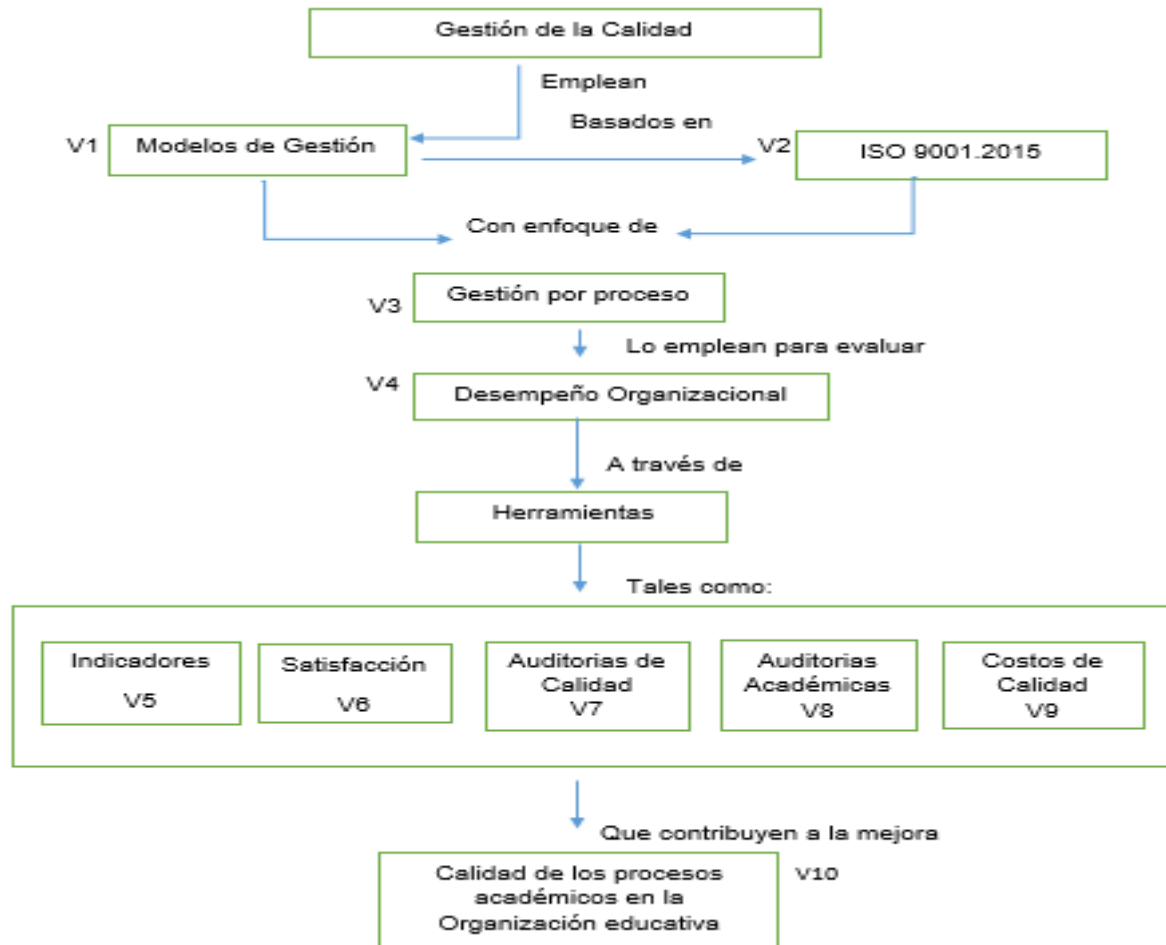 Gestión de la Calidad
Emplean
Basados en
V1
Modelos de Gestión
V2
ISO 9001.2015
Con enfoque de
V3
Gestión por proceso
Lo emplean para evaluar
V4
Desempeño Organizacional
A través de
Herramientas
Tales como:
Indicadores
V5
Satisfacción
V6
Auditorias de
Calidad
V7
Auditorias
Académicas
V8
Costos de
Calidad
V9
Que contribuyen a la mejora
Calidad de los procesos
académicos en la
Organización educativa
V10